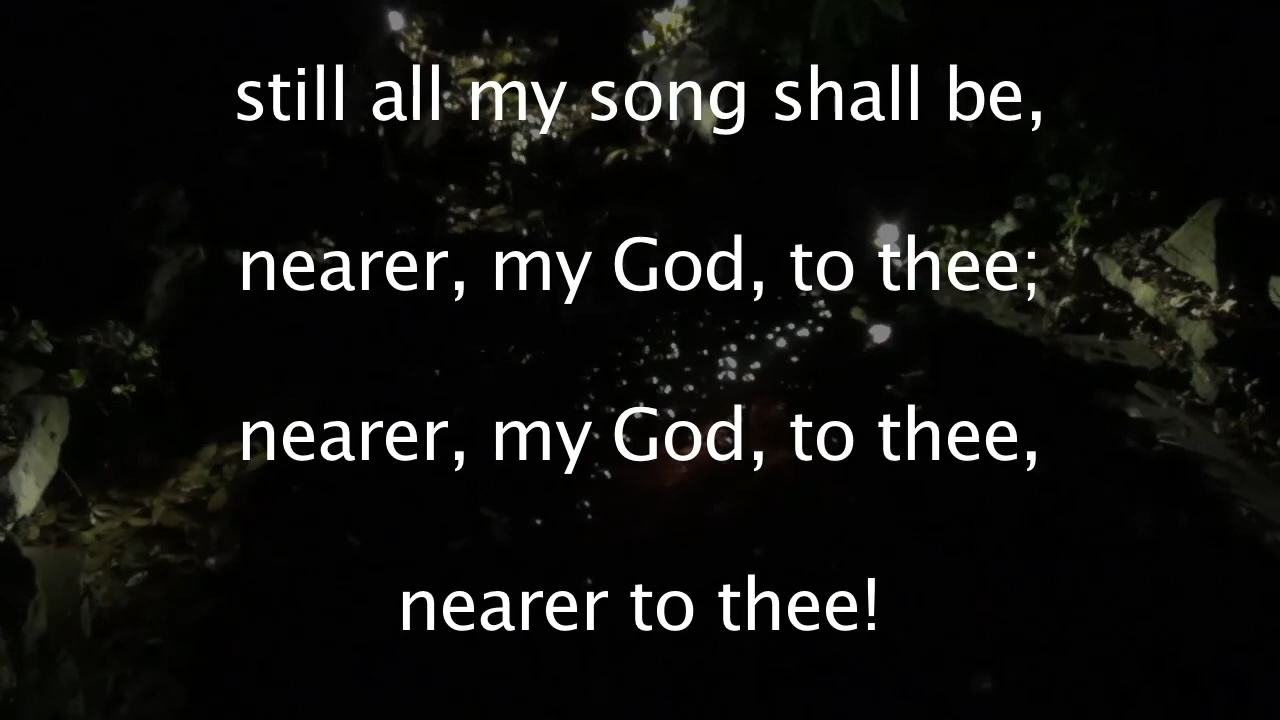 still all my song shall be,
nearer, my God, to thee;
nearer, my God, to thee,
nearer to thee!